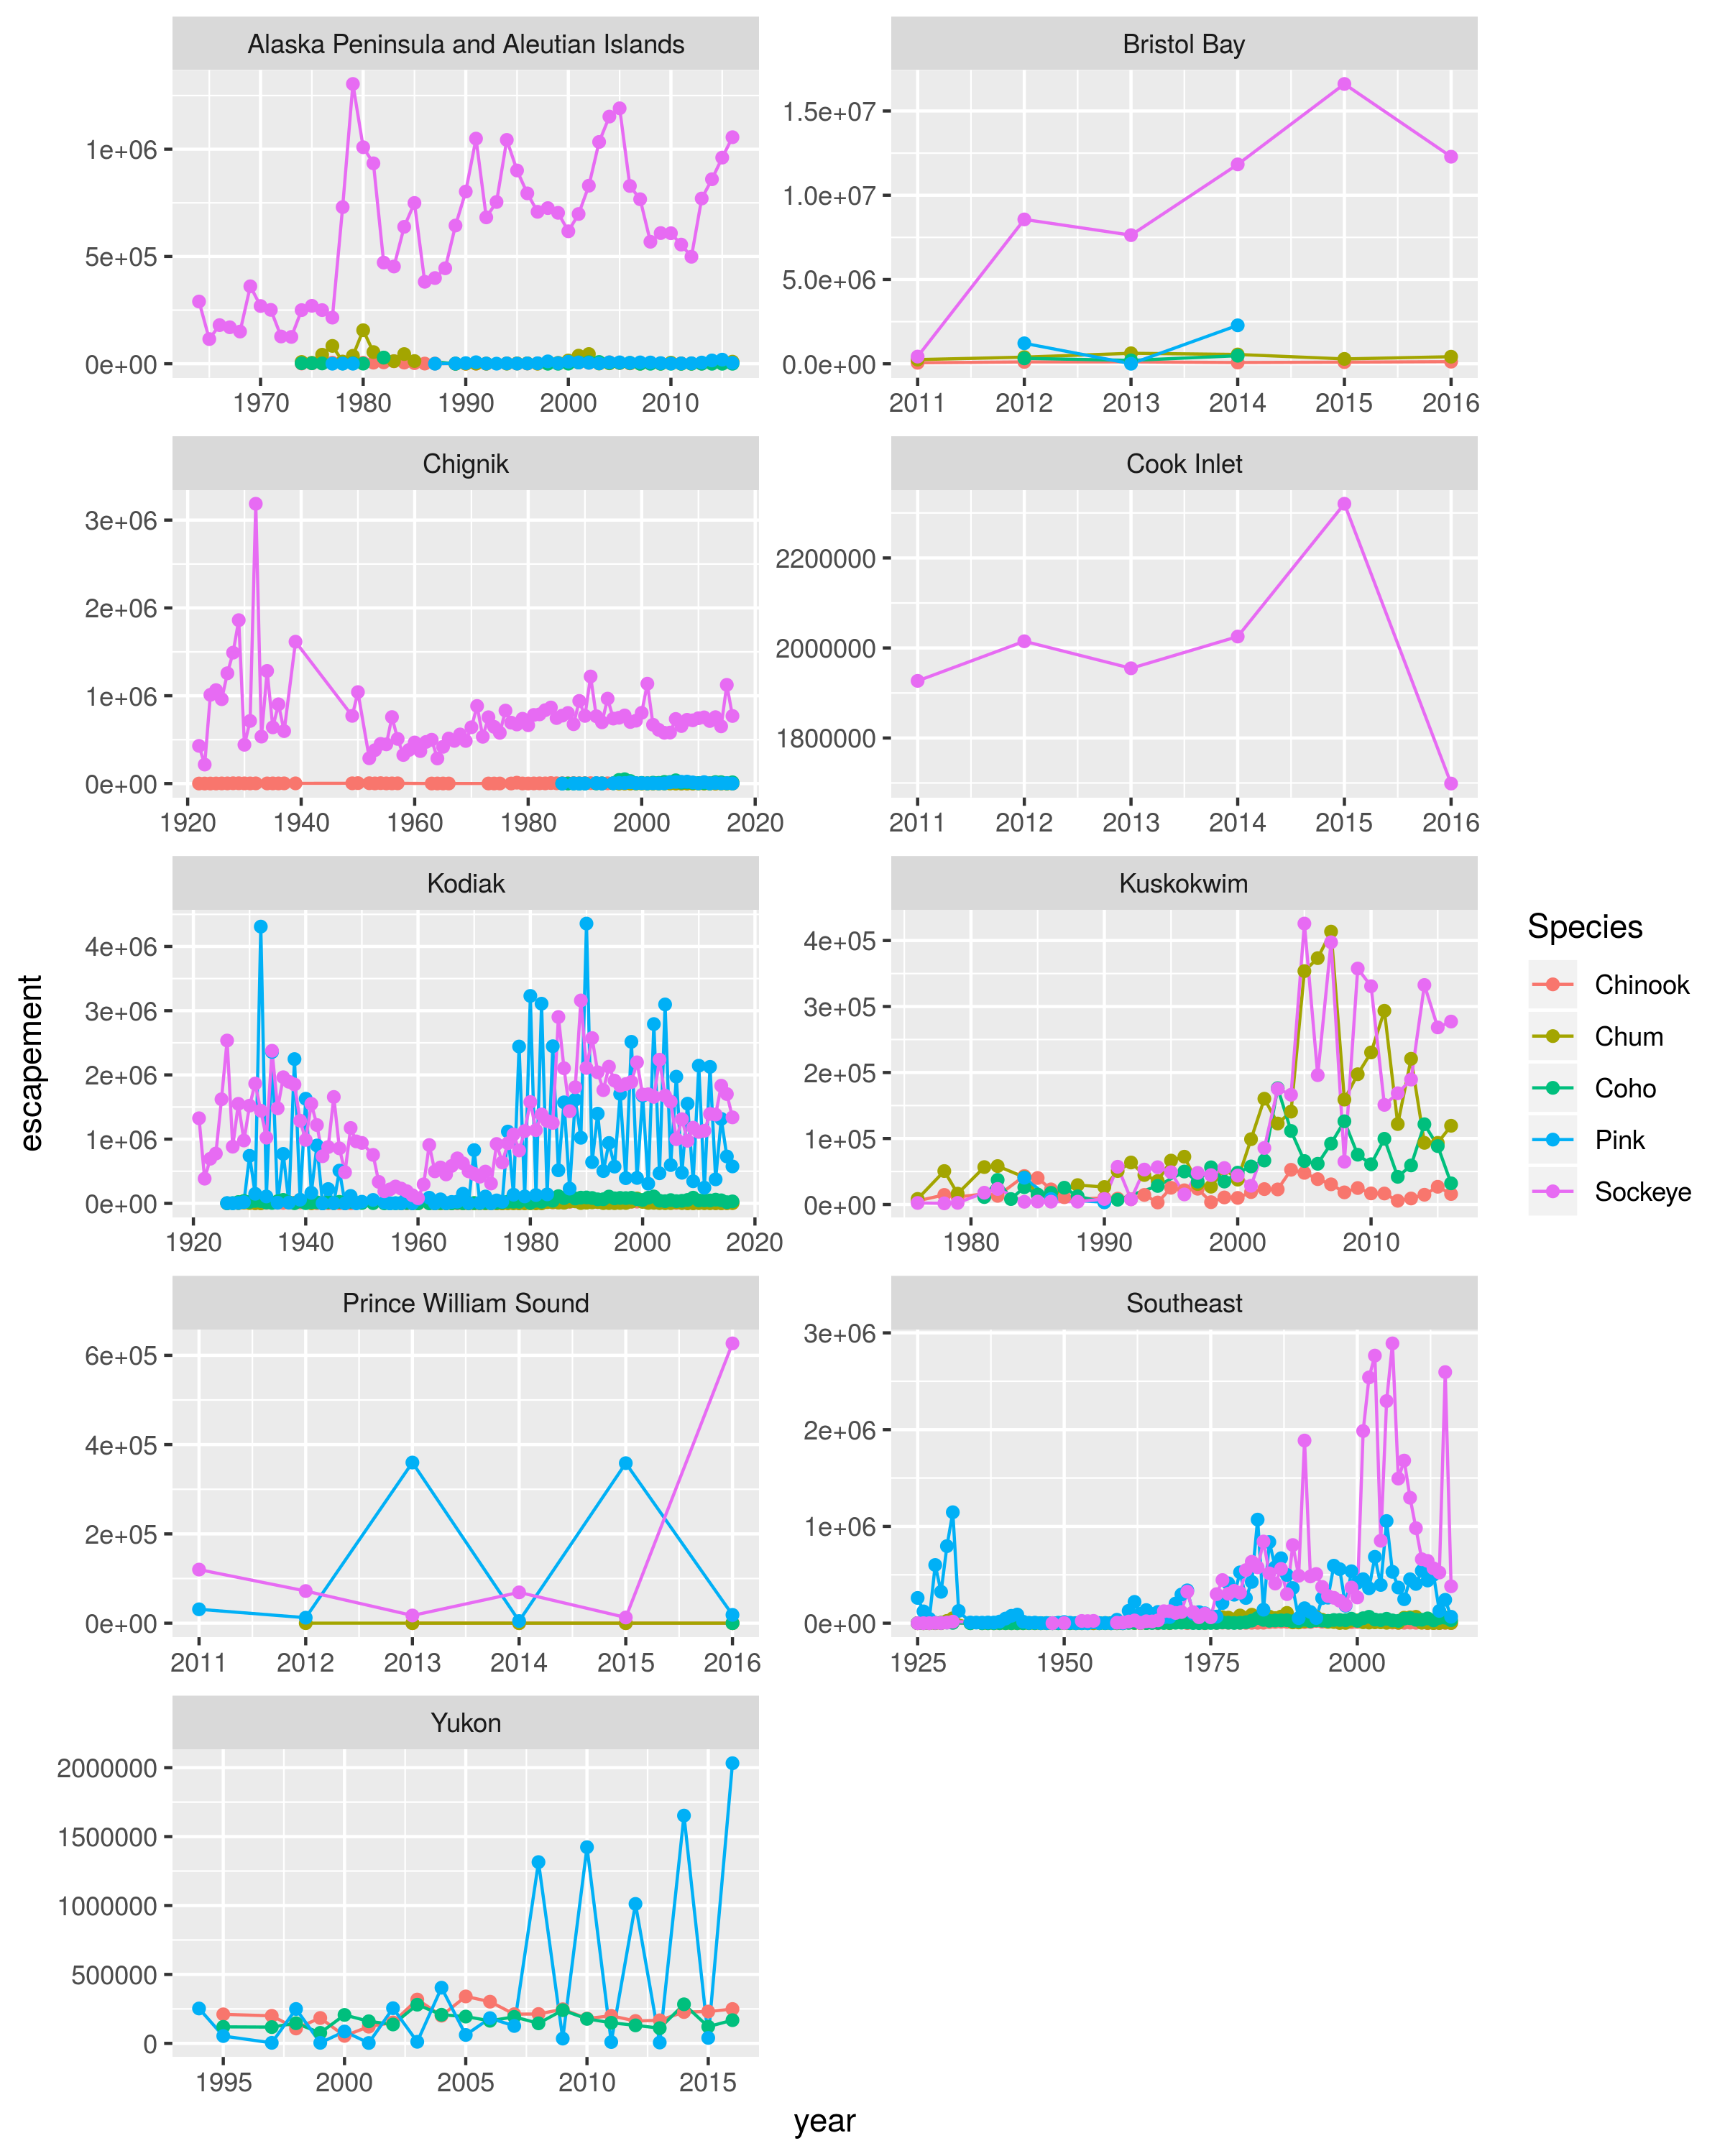 Alaska Peninsula and Aleutian Islands
1e+06
5e+05
0e+00
1970 1980 1990 2000 2010
Bristol Bay
1.5e+07
1.0e+07
5.0e+06
0.0e+00
2011 2012 2013 2014 2015 2016
Chignik
3e+06
2e+06
1e+06
0e+00
1920 1940 1960 1980 2000 2020
Cook Inlet
2200000
2000000
1800000
2011 2012 2013 2014 2015 2016
Kodiak
4e+06
3e+06
2e+06
1e+06
0e+00
1920 1940 1960 1980 2000 2020
Kuskokwim
4e+05
3e+05
2e+05
1e+05
0e+00
1980 1990 2000 2010
Prince William Sound
6e+05
4e+05
2e+05
0e+00
2011 2012 2013 2014 2015 2016
Southeast
3e+06
2e+06
1e+06
0e+00
1925 1950 1975 2000
Yukon
2000000
1500000
1000000
500000
0
1995 2000 2005 2010 2015
year
escapement
Species
Chinook
Chum
Coho
Pink
Sockeye